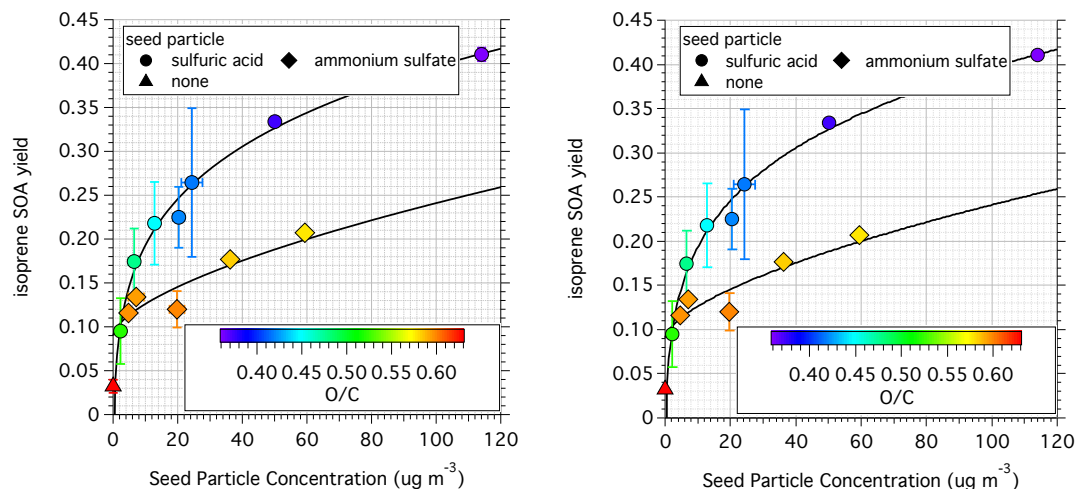 0.45
0.40
0.35
0.30
0.25
0.20
0.15
0.10
0.05
0
isoprene SOA yield
seed particle
sulfuric acid
ammonium sulfate
none
0.40 0.45 0.50 0.55 0.60
O/C
0 20 40 60 80 100 120
Seed Particle Concentration (ug m⁻³)
0.45
0.40
0.35
0.30
0.25
0.20
0.15
0.10
0.05
0
isoprene SOA yield
seed particle
sulfuric acid
ammonium sulfate
none
0.40 0.45 0.50 0.55 0.60
O/C
0 20 40 60 80 100 120
Seed Particle Concentration (ug m⁻³)